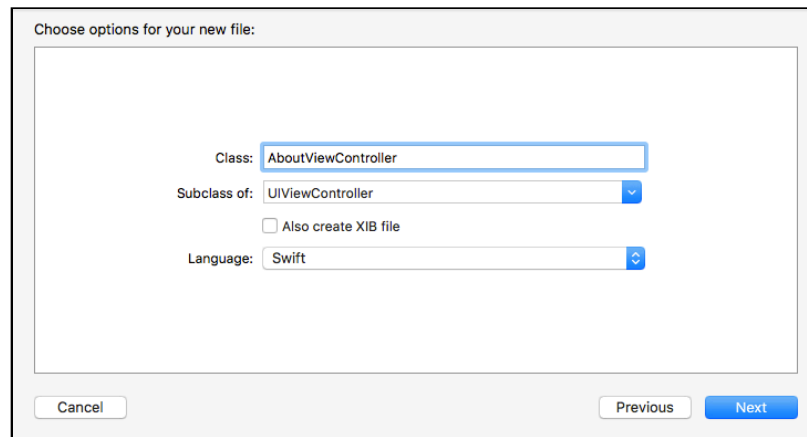 Choose options for your new file:
Class: AboutViewController
Subclass of: UIViewController
Also create XIB file
Language: Swift
Cancel Previous Next